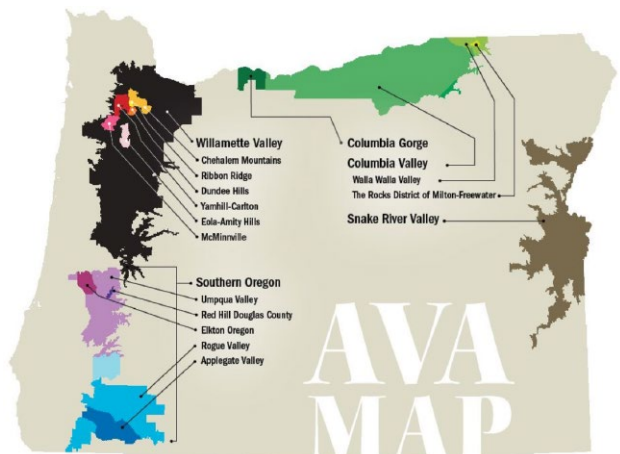 Willamette Valley
Chehalem Mountains
Ribbon Ridge
Dundee Hills
Yamhill-Carlton
Eola-Amity Hills
McMinnville
Columbia Gorge
Columbia Valley
Walla Walla Valley
The Rocks District of Milton-Freewater
Snake River Valley
Southern Oregon
Umpqua Valley
Red Hill Douglas County
Elkton Oregon
Rogue Valley
Applegate Valley
AVA
MAP